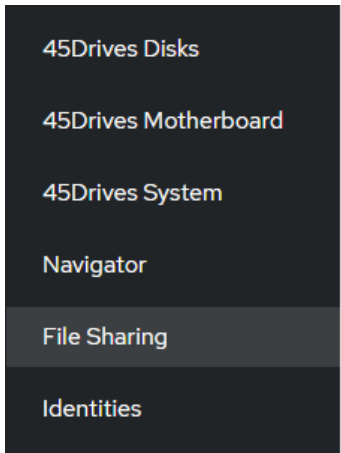 45Drives Disks
45Drives Motherboard
45Drives System
Navigator
File Sharing
Identities